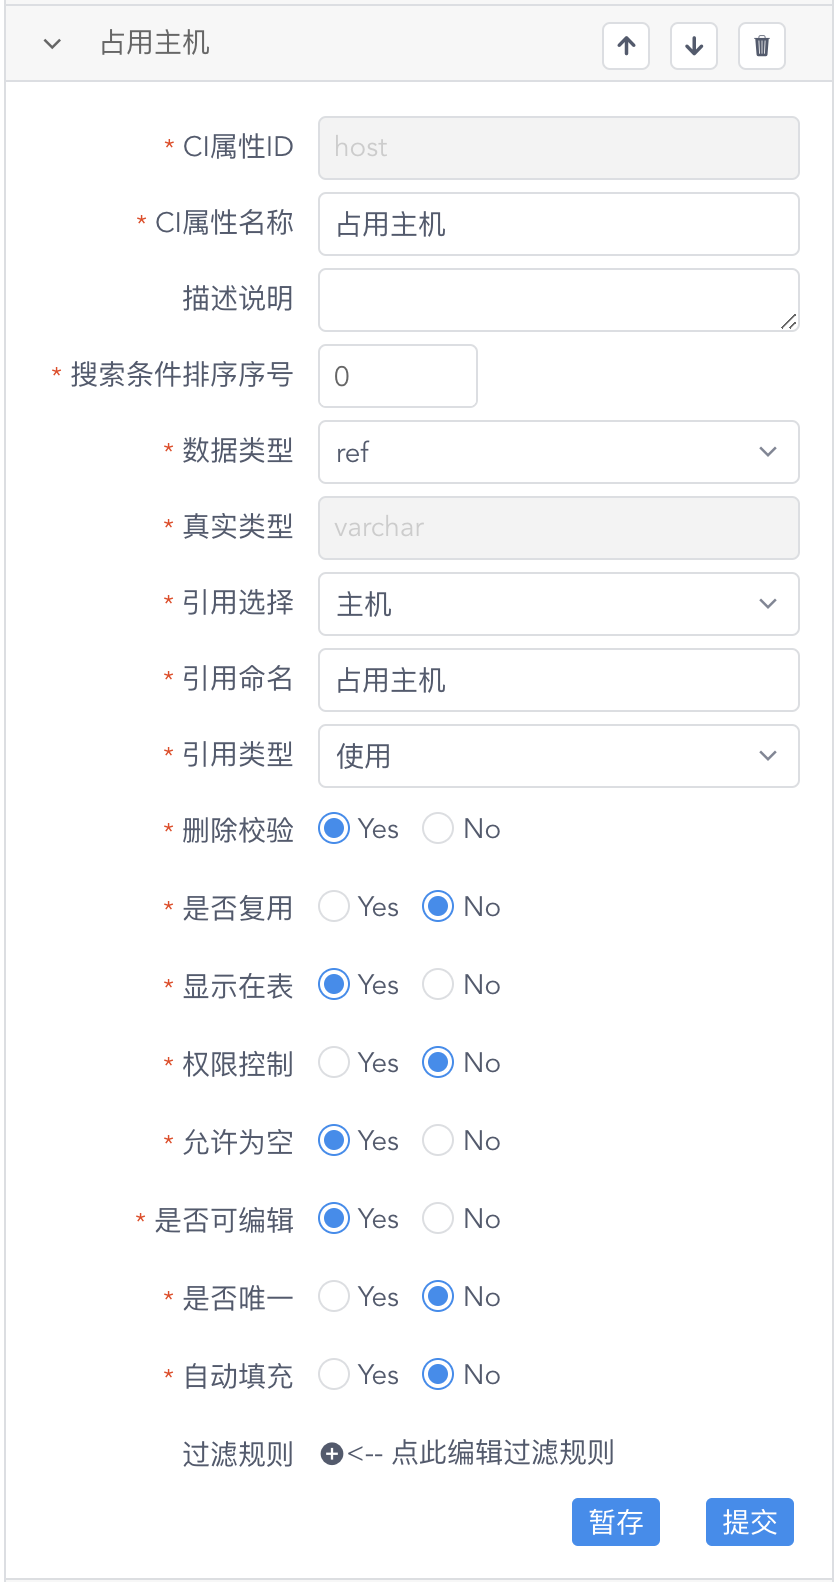 占用主机
* CI属性ID host
* CI属性名称 占用主机
描述说明
* 搜索条件排序序号 0
* 数据类型 ref
* 真实类型 varchar
* 引用选择 主机
* 引用命名 占用主机
* 引用类型 使用
* 删除校验 Yes No
* 是否复用 Yes No
* 显示在表 Yes No
* 权限控制 Yes No
* 允许为空 Yes No
* 是否可编辑 Yes No
* 是否唯一 Yes No
* 自动填充 Yes No
过滤规则 <-- 点此编辑过滤规则
暂存 提交